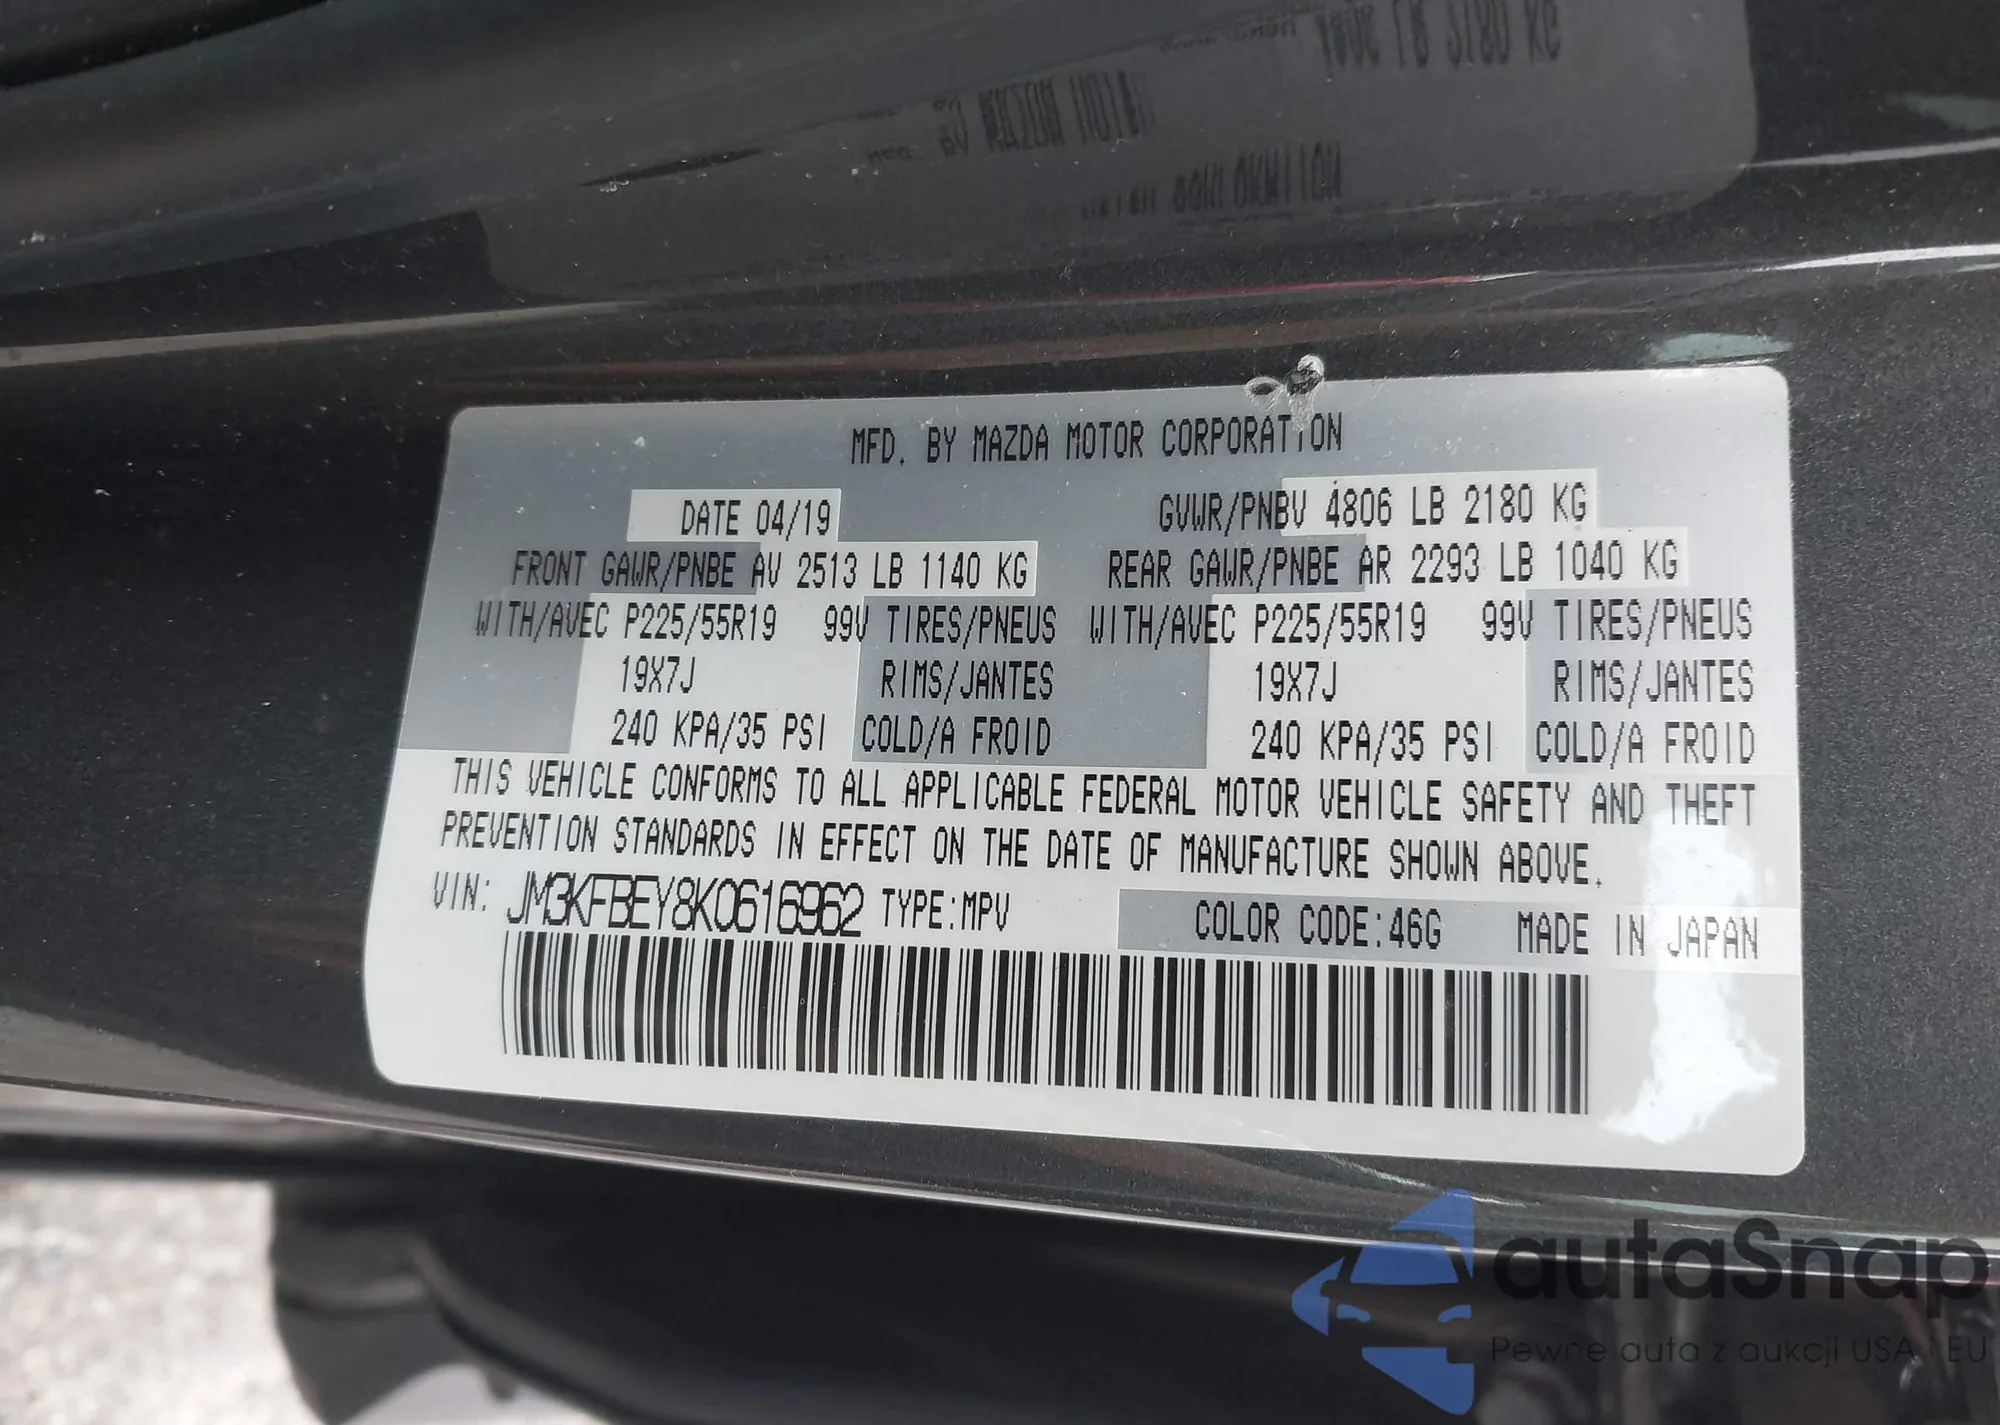 MFD. BY MAZDA MOTOR CORPORATION
DATE 04/19 GVWR/PNBV 4806 LB 2180 KG
FRONT GAWR/PNBE AV 2513 LB 1140 KG REAR GAWR/PNBE AR 2293 LB 1040 KG
WITH/AVEC P225/55R19 99V TIRES/PNEUS WITH/AVEC P225/55R19 99V TIRES/PNEUS
19X7J RIMS/JANTES 19X7J RIMS/JANTES
240 KPA/35 PSI COLD/A FROID 240 KPA/35 PSI COLD/A FROID
THIS VEHICLE CONFORMS TO ALL APPLICABLE FEDERAL MOTOR VEHICLE SAFETY AND THEFT
PREVENTION STANDARDS IN EFFECT ON THE DATE OF MANUFACTURE SHOWN ABOVE.
VIN: JM3KFBEY8K0616962 TYPE:MPV COLOR CODE:46G MADE IN JAPAN
autaSnap
Pewne auta z aukcji USA i EU